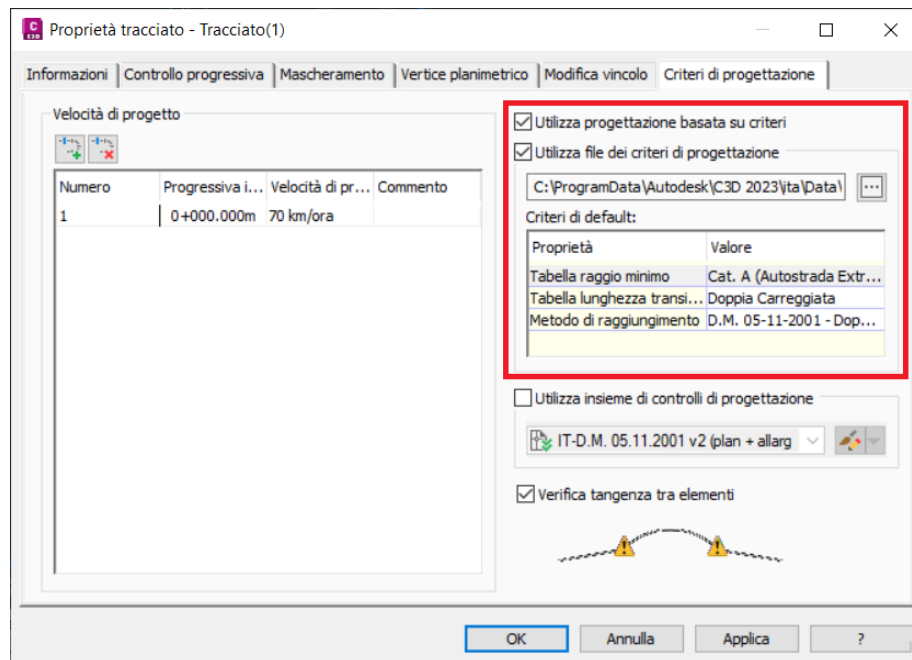 C
C3D
Proprietà tracciato - Tracciato(1)
Informazioni Controllo progressiva Mascheramento Vertice planimetrico Modifica vincolo Criteri di progettazione
Velocità di progetto
Numero Progressiva i... Velocità di pr... Commento
1 0+000.000m 70 km/ora
Utilizza progettazione basata su criteri
Utilizza file dei criteri di progettazione
C:\ProgramData\Autodesk\C3D 2023\ita\Data\ ...
Criteri di default:
Proprietà Valore
Tabella raggio minimo Cat. A (Autostrada Extr...
Tabella lunghezza transi... Doppia Carreggiata
Metodo di raggiungimento D.M. 05-11-2001 - Dop...
Utilizza insieme di controlli di progettazione
IT-D.M. 05.11.2001 v2 (plan + allarg
Verifica tangenza tra elementi
OK Annulla Applica ?